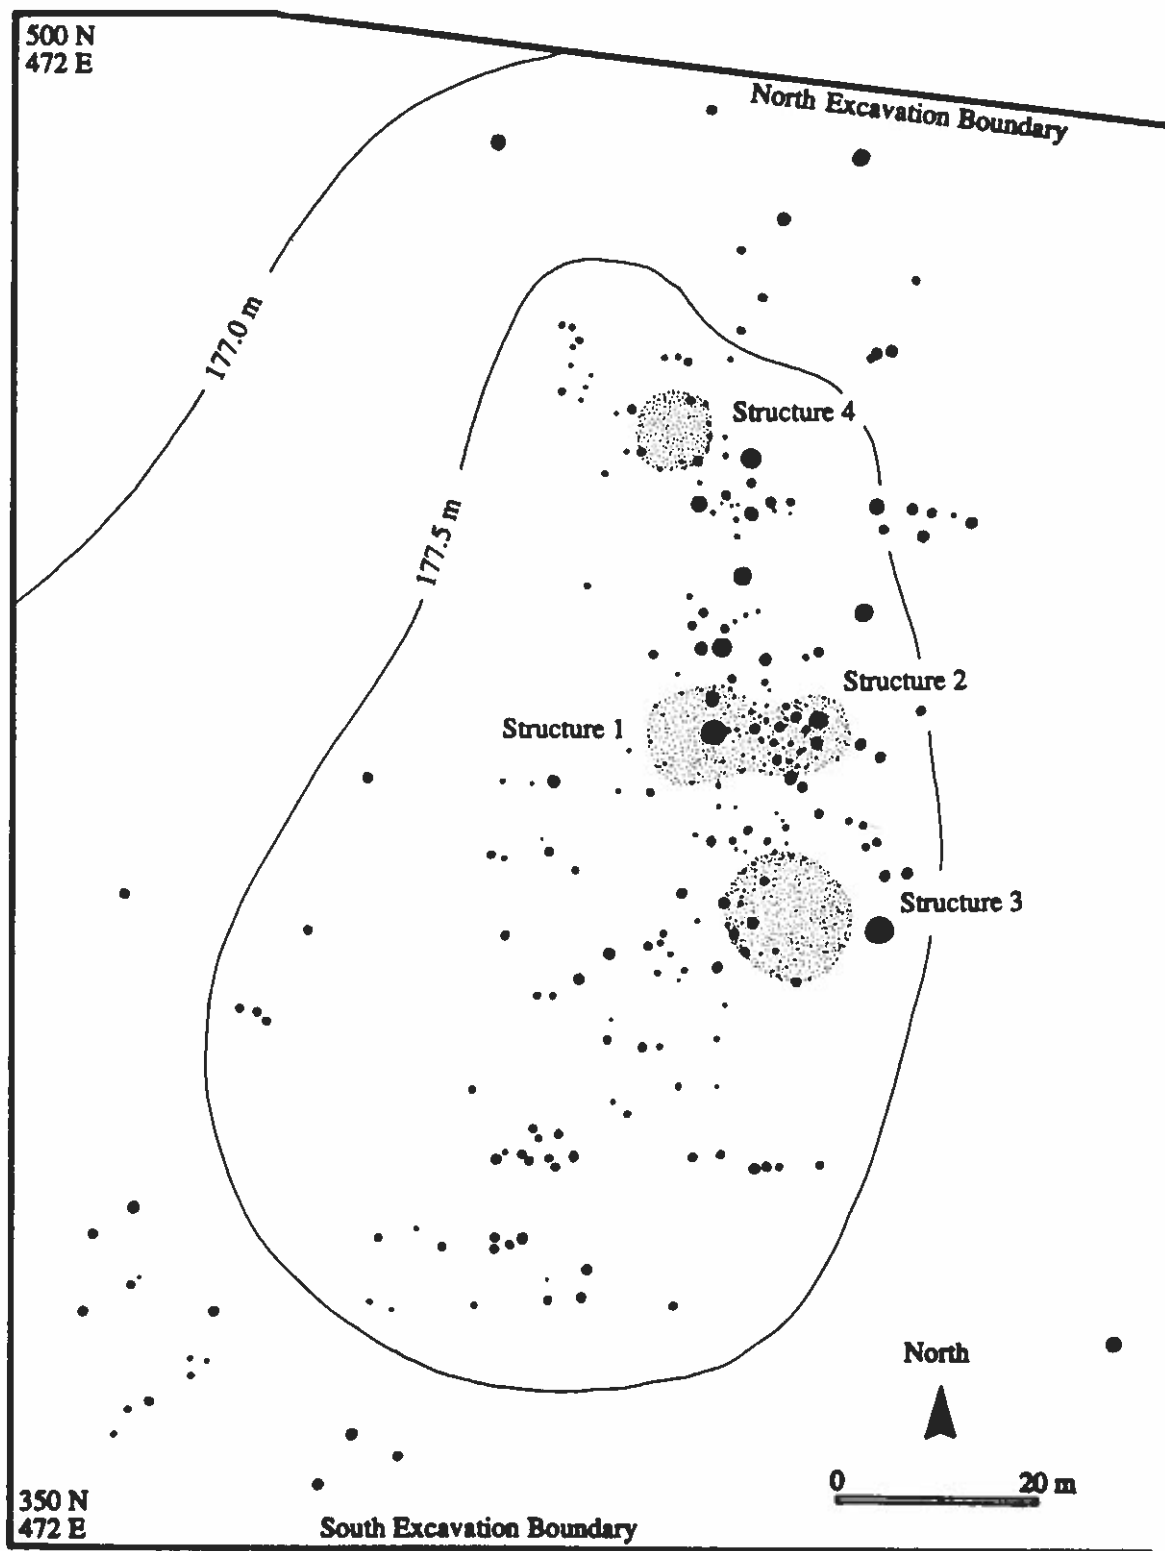 500 N
472 E
North Excavation Boundary
177.0 m
Structure 4
177.5 m
Structure 2
Structure 1
Structure 3
North
0 20 m
350 N
472 E
South Excavation Boundary